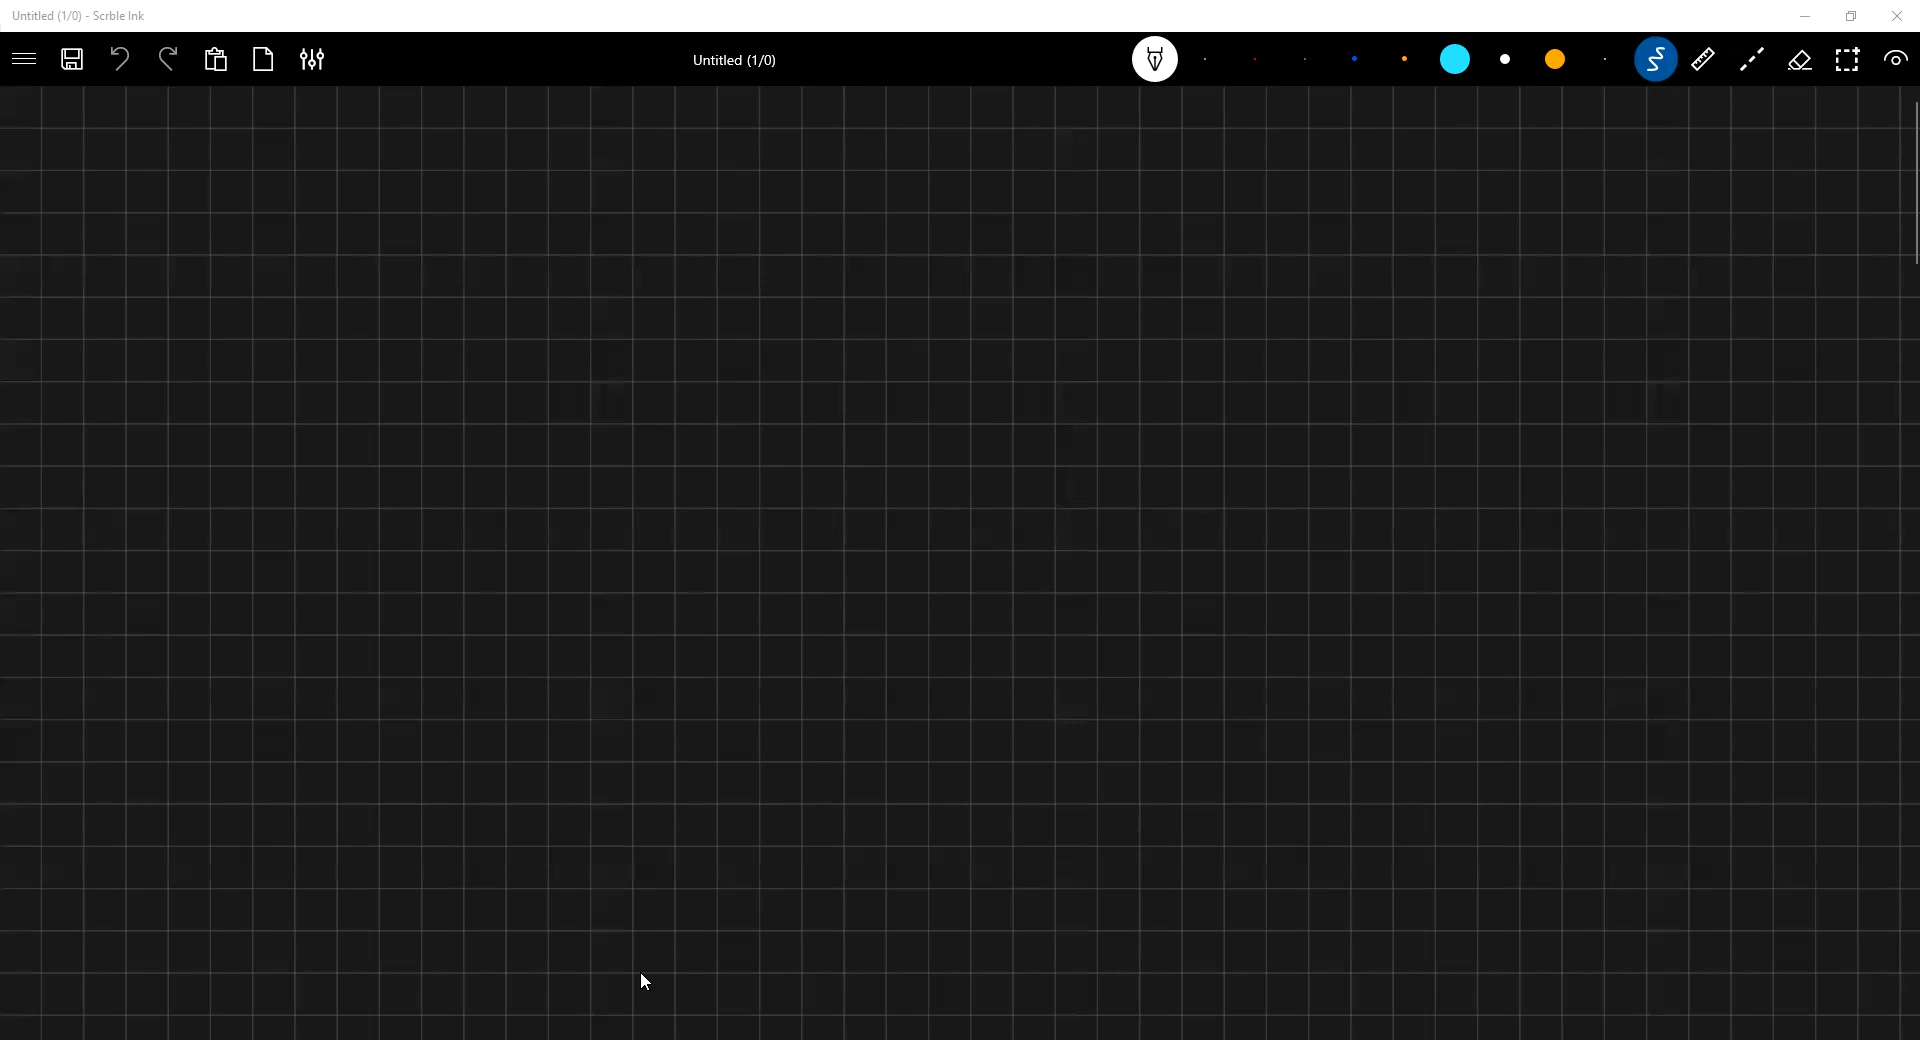 Untitled (1/0) - Scrble Ink
Untitled (1/0)